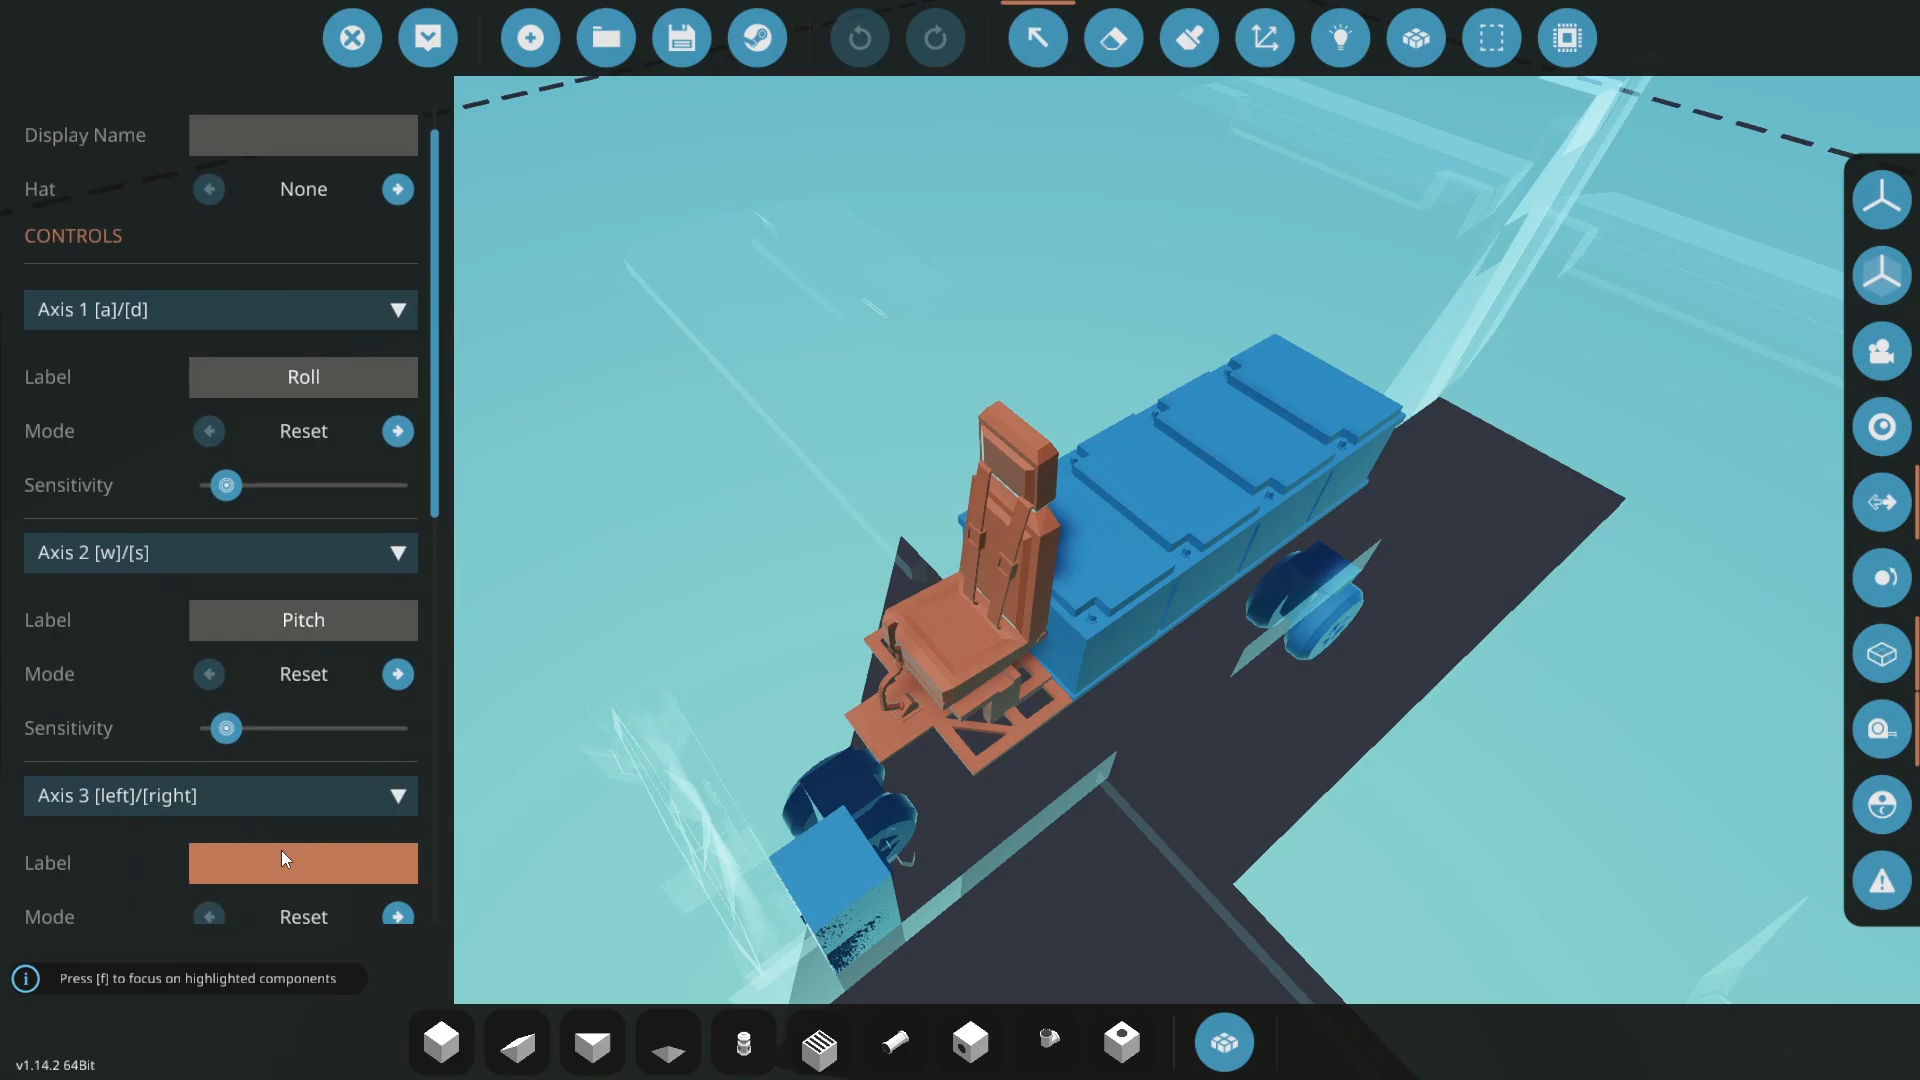 Display Name
Hat None
CONTROLS
Axis 1 [a]/[d]
Label Roll
Mode Reset
Sensitivity
Axis 2 [w]/[s]
Label Pitch
Mode Reset
Sensitivity
Axis 3 [left]/[right]
Label
Mode Reset
Press [f] to focus on highlighted components
v1.14.2 64Bit